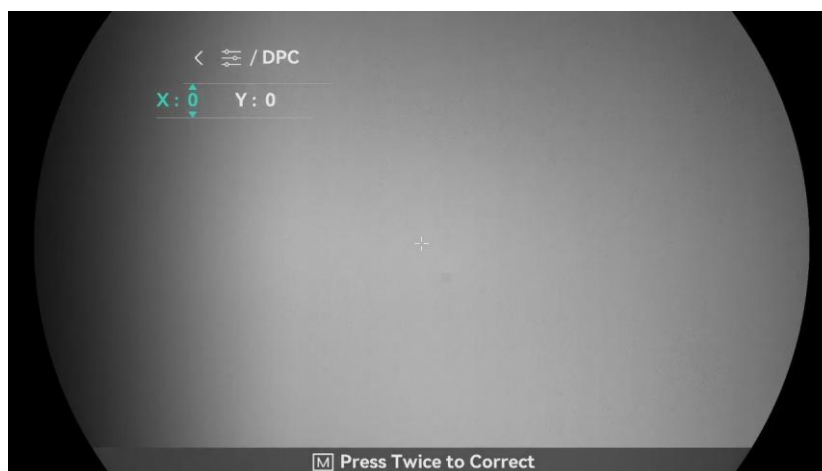 / DPC
X: 0 Y: 0
M Press Twice to Correct